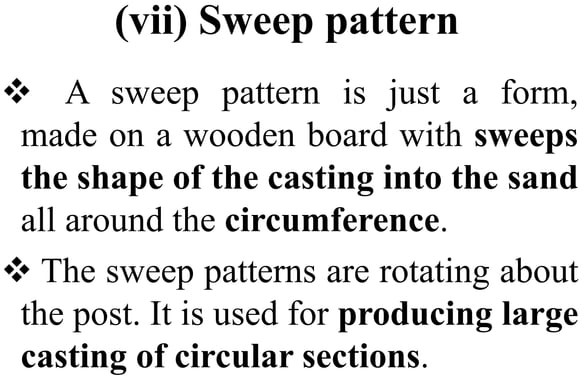 (vii) Sweep pattern
❖ A sweep pattern is just a form,
made on a wooden board with sweeps
the shape of the casting into the sand
all around the circumference.
❖ The sweep patterns are rotating about
the post. It is used for producing large
casting of circular sections.